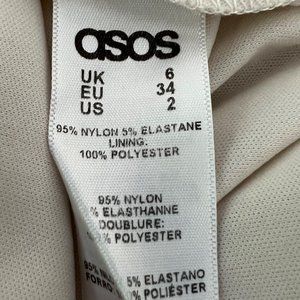 asos
UK 6
EU 34
US 2
95% NYLON 5% ELASTANE
LINING:
100% POLYESTER
95% NYLON
% ELASTHANNE
DOUBLURE:
% POLYESTER
95% N 5% ELASTANO
FORRO POLIÉSTER